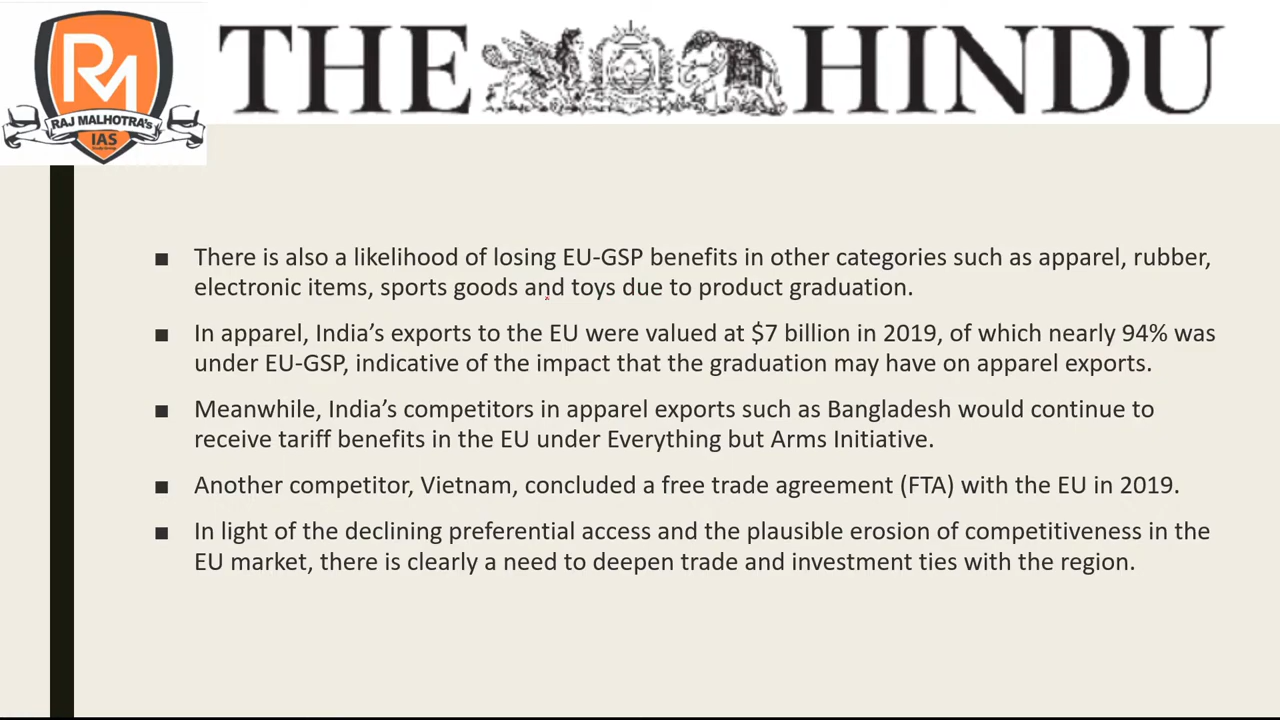 RM
RAJ MALHOTRA's
IAS
THE HINDU
■ There is also a likelihood of losing EU-GSP benefits in other categories such as apparel, rubber,
electronic items, sports goods and toys due to product graduation.
■ In apparel, India’s exports to the EU were valued at $7 billion in 2019, of which nearly 94% was
under EU-GSP, indicative of the impact that the graduation may have on apparel exports.
■ Meanwhile, India’s competitors in apparel exports such as Bangladesh would continue to
receive tariff benefits in the EU under Everything but Arms Initiative.
■ Another competitor, Vietnam, concluded a free trade agreement (FTA) with the EU in 2019.
■ In light of the declining preferential access and the plausible erosion of competitiveness in the
EU market, there is clearly a need to deepen trade and investment ties with the region.